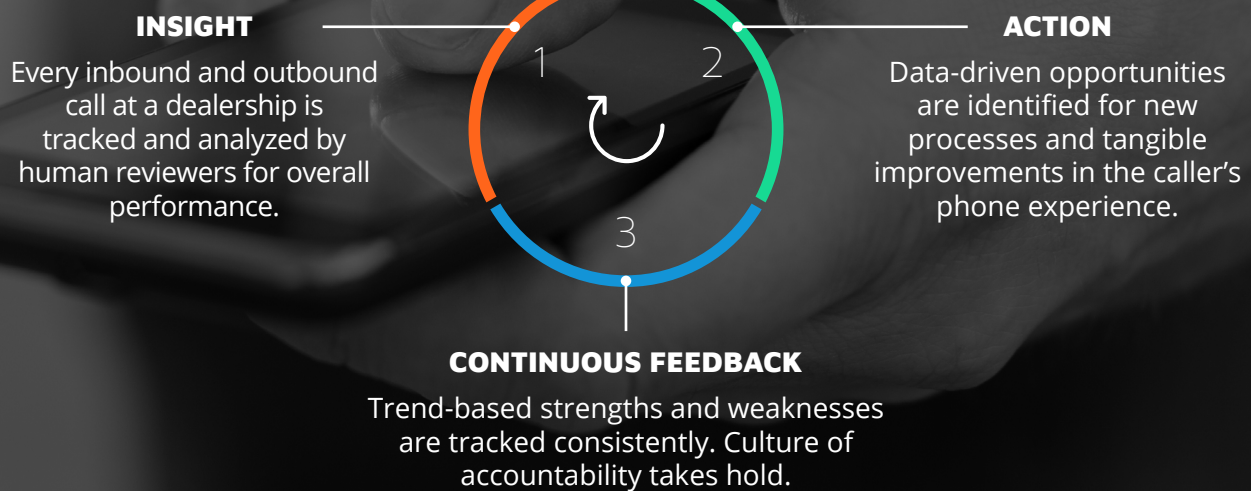 INSIGHT
Every inbound and outbound
call at a dealership is
tracked and analyzed by
human reviewers for overall
performance.
1
2
3
ACTION
Data-driven opportunities
are identified for new
processes and tangible
improvements in the caller’s
phone experience.
CONTINUOUS FEEDBACK
Trend-based strengths and weaknesses
are tracked consistently. Culture of
accountability takes hold.